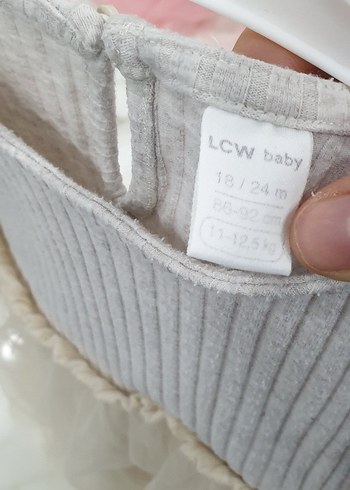 LCW baby
18 / 24 m
86-92 cm
11-12,5 kg